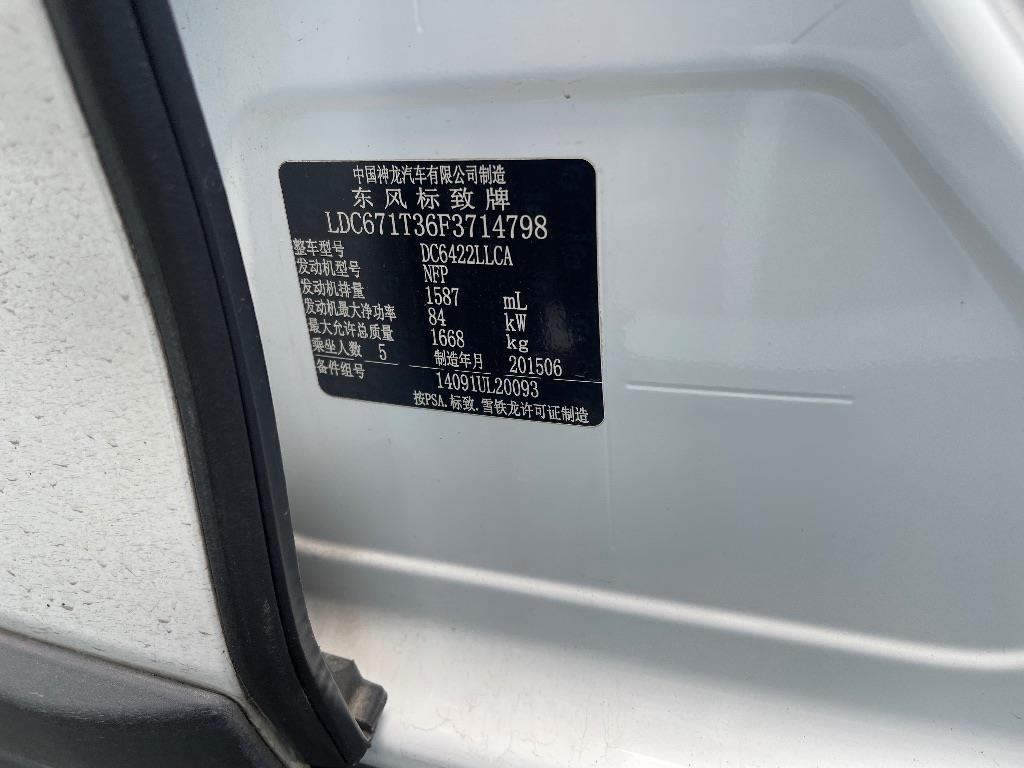 中国神龙汽车有限公司制造
东风标致牌
LDC671T36F3714798
整车型号 DC6422LLCA
发动机型号 NFP
发动机排量 1587 mL
发动机最大净功率 84 kW
最大允许总质量 1668 kg
乘坐人数 5 制造年月 201506
备件组号 14091UL20093
按PSA.标致.雪铁龙许可证制造